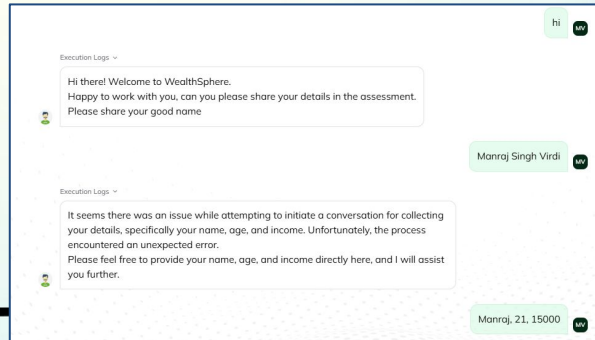 hi
MV
Execution Logs
Hi there! Welcome to WealthSphere.
Happy to work with you, can you please share your details in the assessment.
Please share your good name
Manraj Singh Virdi
MV
Execution Logs
It seems there was an issue while attempting to initiate a conversation for collecting
your details, specifically your name, age, and income. Unfortunately, the process
encountered an unexpected error.
Please feel free to provide your name, age, and income directly here, and I will assist
you further.
Manraj, 21, 15000
MV